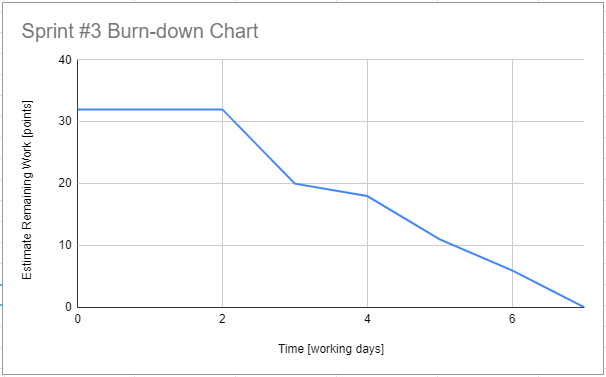 Sprint #3 Burn-down Chart
40
30
20
10
0
Estimate Remaining Work [points]
0 2 4 6
Time [working days]